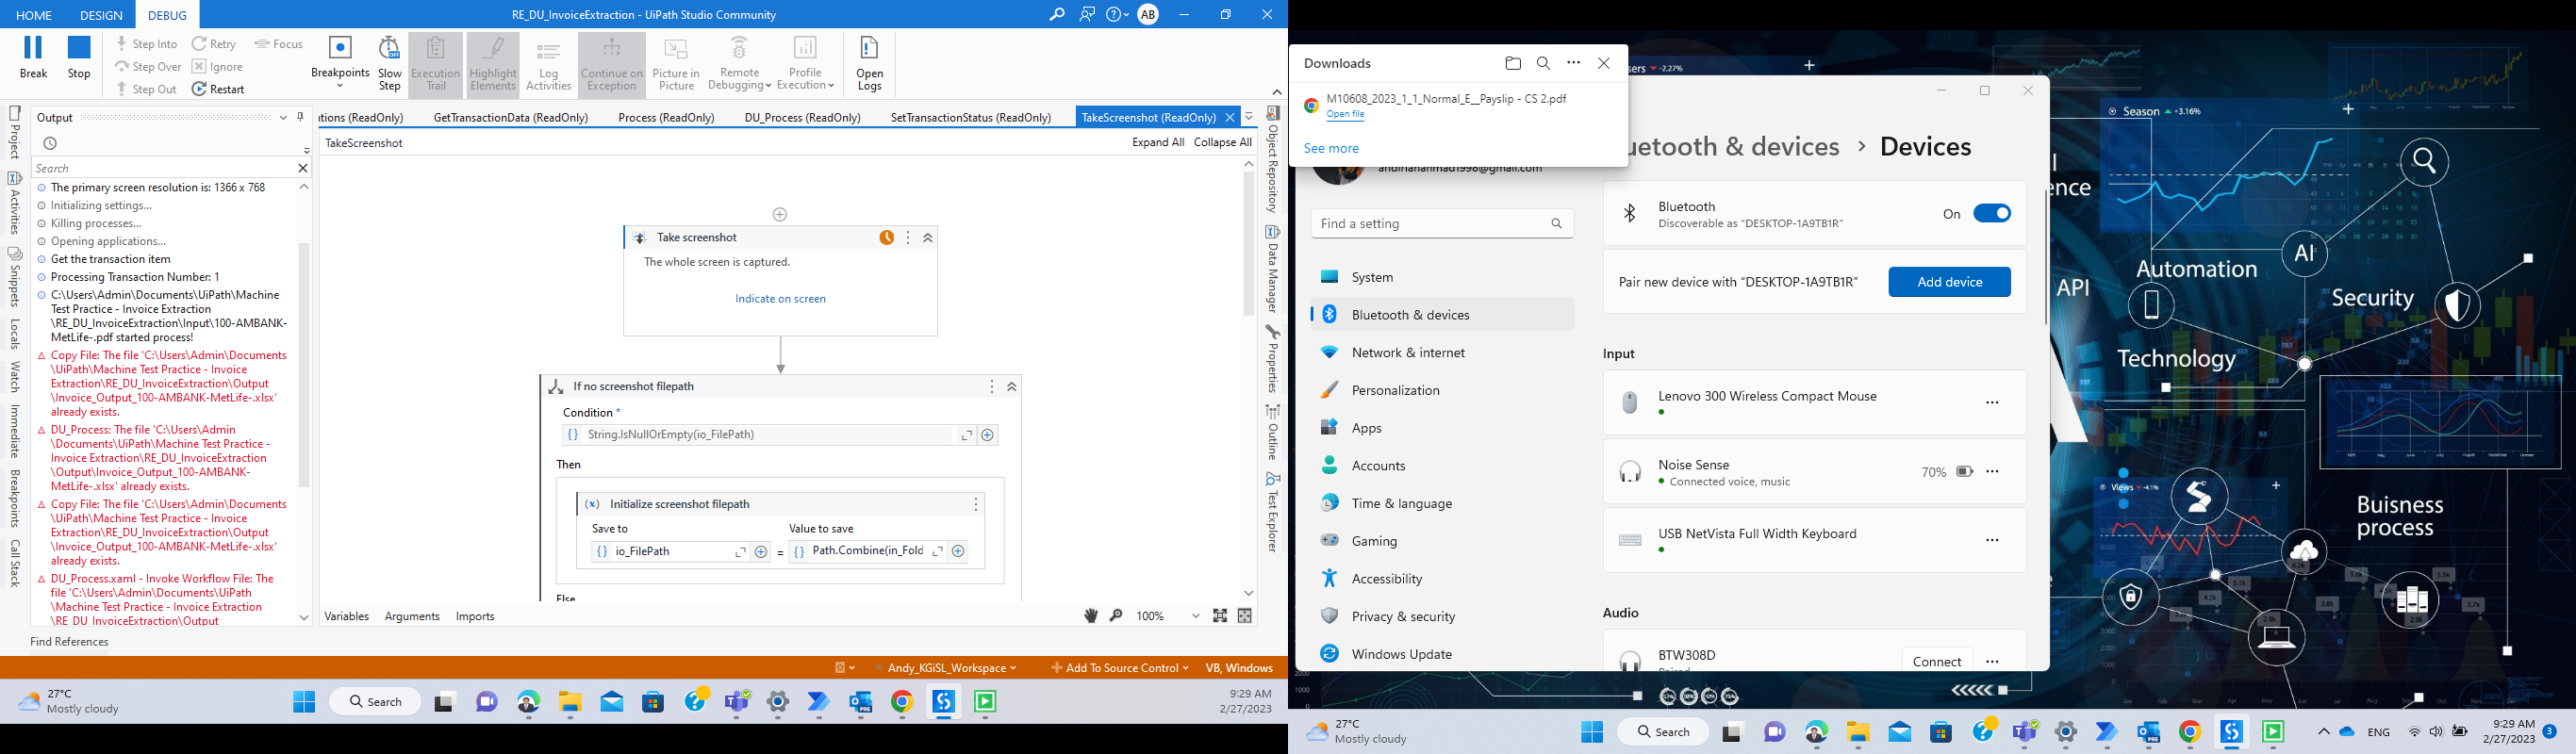 HOME DESIGN DEBUG
RE_DU_InvoiceExtraction - UiPath Studio Community
AB
Break Stop
Step Into Retry Focus
Step Over Ignore
Step Out Restart
Breakpoints
Slow Step
Execution Trail
Highlight Elements
Log Activities
Continue on Exception
Picture in Picture
Remote Debugging
Profile Execution
Open Logs
Output
Search
The primary screen resolution is: 1366 x 768
Initializing settings...
Killing processes...
Opening applications...
Get the transaction item
Processing Transaction Number: 1
C:\Users\Admin\Documents\UiPath\Machine
Test Practice - Invoice Extraction
\RE_DU_InvoiceExtraction\Input\100-AMBANK-
MetLife-.pdf started process!
Copy File: The file 'C:\Users\Admin\Documents
\UiPath\Machine Test Practice - Invoice
Extraction\RE_DU_InvoiceExtraction\Output
\Invoice_Output_100-AMBANK-MetLife-.xlsx'
already exists.
DU_Process: The file 'C:\Users\Admin
\Documents\UiPath\Machine Test Practice -
Invoice Extraction\RE_DU_InvoiceExtraction
\Output\Invoice_Output_100-AMBANK-
MetLife-.xlsx' already exists.
Copy File: The file 'C:\Users\Admin\Documents
\UiPath\Machine Test Practice - Invoice
Extraction\RE_DU_InvoiceExtraction\Output
\Invoice_Output_100-AMBANK-MetLife-.xlsx'
already exists.
DU_Process.xaml - Invoke Workflow File: The
file 'C:\Users\Admin\Documents\UiPath
\Machine Test Practice - Invoice Extraction
\RE_DU_InvoiceExtraction\Output
Find References
Project
Activities
Snippets
Locals
Watch
Immediate
Breakpoints
Call Stack
tions (ReadOnly) GetTransactionData (ReadOnly) Process (ReadOnly) DU_Process (ReadOnly) SetTransactionStatus (ReadOnly) TakeScreenshot (ReadOnly)
TakeScreenshot
Expand All Collapse All
Take screenshot
The whole screen is captured.
Indicate on screen
If no screenshot filepath
Condition *
String.IsNullOrEmpty(io_FilePath)
Then
Initialize screenshot filepath
Save to Value to save
io_FilePath = Path.Combine(in_Fold
Else
Variables Arguments Imports
100%
Object Repository
Data Manager
Properties
Outline
Test Explorer
Andy_KGiSL_Workspace
Add To Source Control
VB, Windows
27°C
Mostly cloudy
Search
9:29 AM
2/27/2023
Downloads
M10608_2023_1_1_Normal_E__Payslip - CS 2.pdf
Open file
See more
andrianahmad1998@gmail.com
Find a setting
System
Bluetooth & devices
Network & internet
Personalization
Apps
Accounts
Time & language
Gaming
Accessibility
Privacy & security
Windows Update
uetooth & devices > Devices
Bluetooth
Discoverable as "DESKTOP-1A9TB1R"
On
Pair new device with "DESKTOP-1A9TB1R"
Add device
Input
Lenovo 300 Wireless Compact Mouse
Noise Sense
Connected voice, music
70%
USB NetVista Full Width Keyboard
Audio
BTW308D
Paired
Connect
sers -2.27%
Season +3.16%
ence
API
AI
Automation
Security
Technology
Views -4.1%
Buisness
process
27°C
Mostly cloudy
Search
ENG
9:29 AM
2/27/2023
3